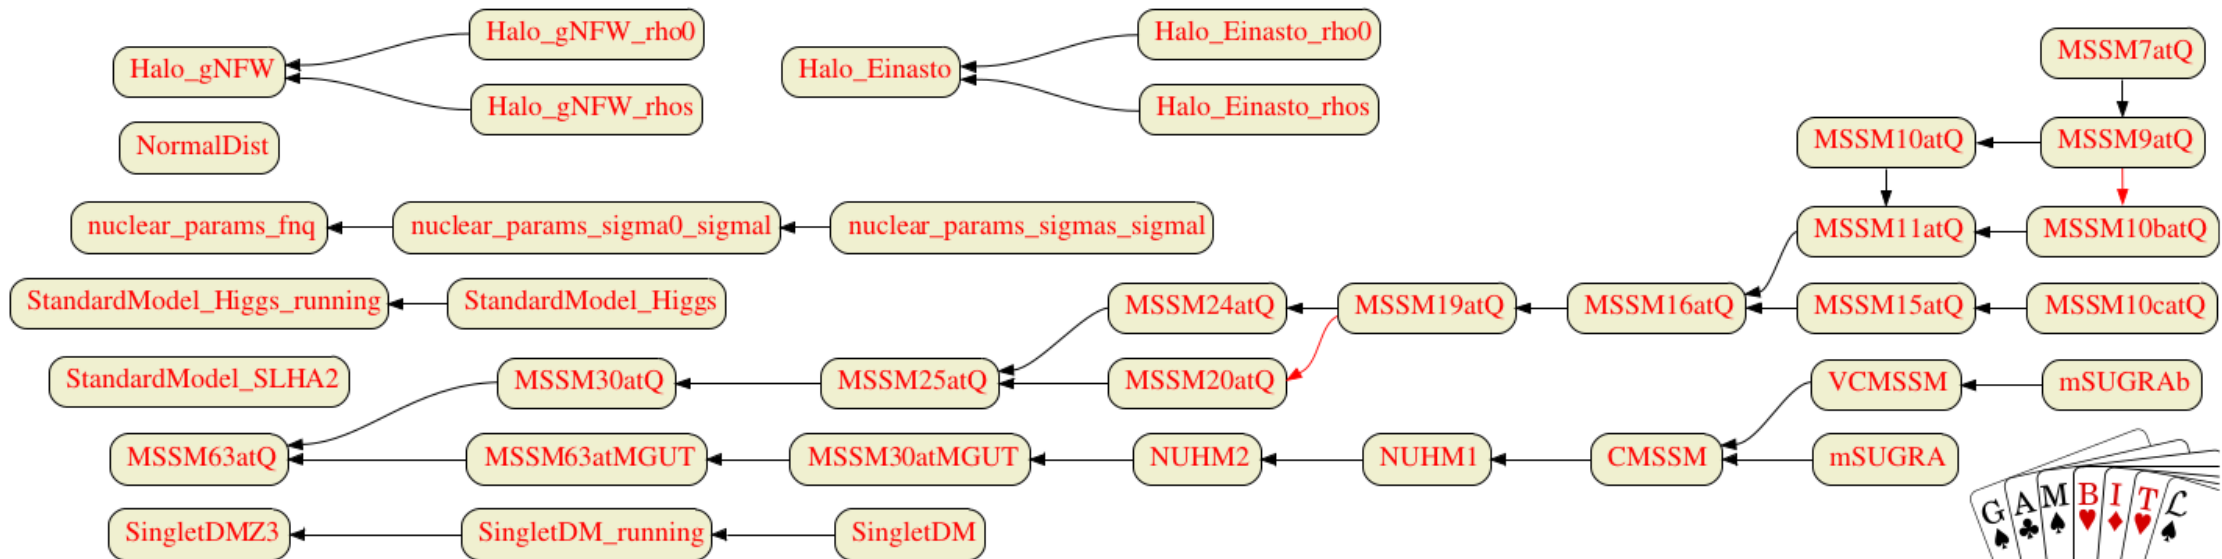 Halo_gNFW_rho0
Halo_Einasto_rho0
MSSM7atQ
Halo_gNFW
Halo_Einasto
Halo_gNFW_rhos
Halo_Einasto_rhos
NormalDist
MSSM10atQ
MSSM9atQ
nuclear_params_fnq
nuclear_params_sigma0_sigmal
nuclear_params_sigmas_sigmal
MSSM11atQ
MSSM10batQ
StandardModel_Higgs_running
StandardModel_Higgs
MSSM24atQ
MSSM19atQ
MSSM16atQ
MSSM15atQ
MSSM10catQ
StandardModel_SLHA2
MSSM30atQ
MSSM25atQ
MSSM20atQ
VCMSSM
mSUGRAb
MSSM63atQ
MSSM63atMGUT
MSSM30atMGUT
NUHM2
NUHM1
CMSSM
mSUGRA
SingletDMZ3
SingletDM_running
SingletDM
GAMBIT